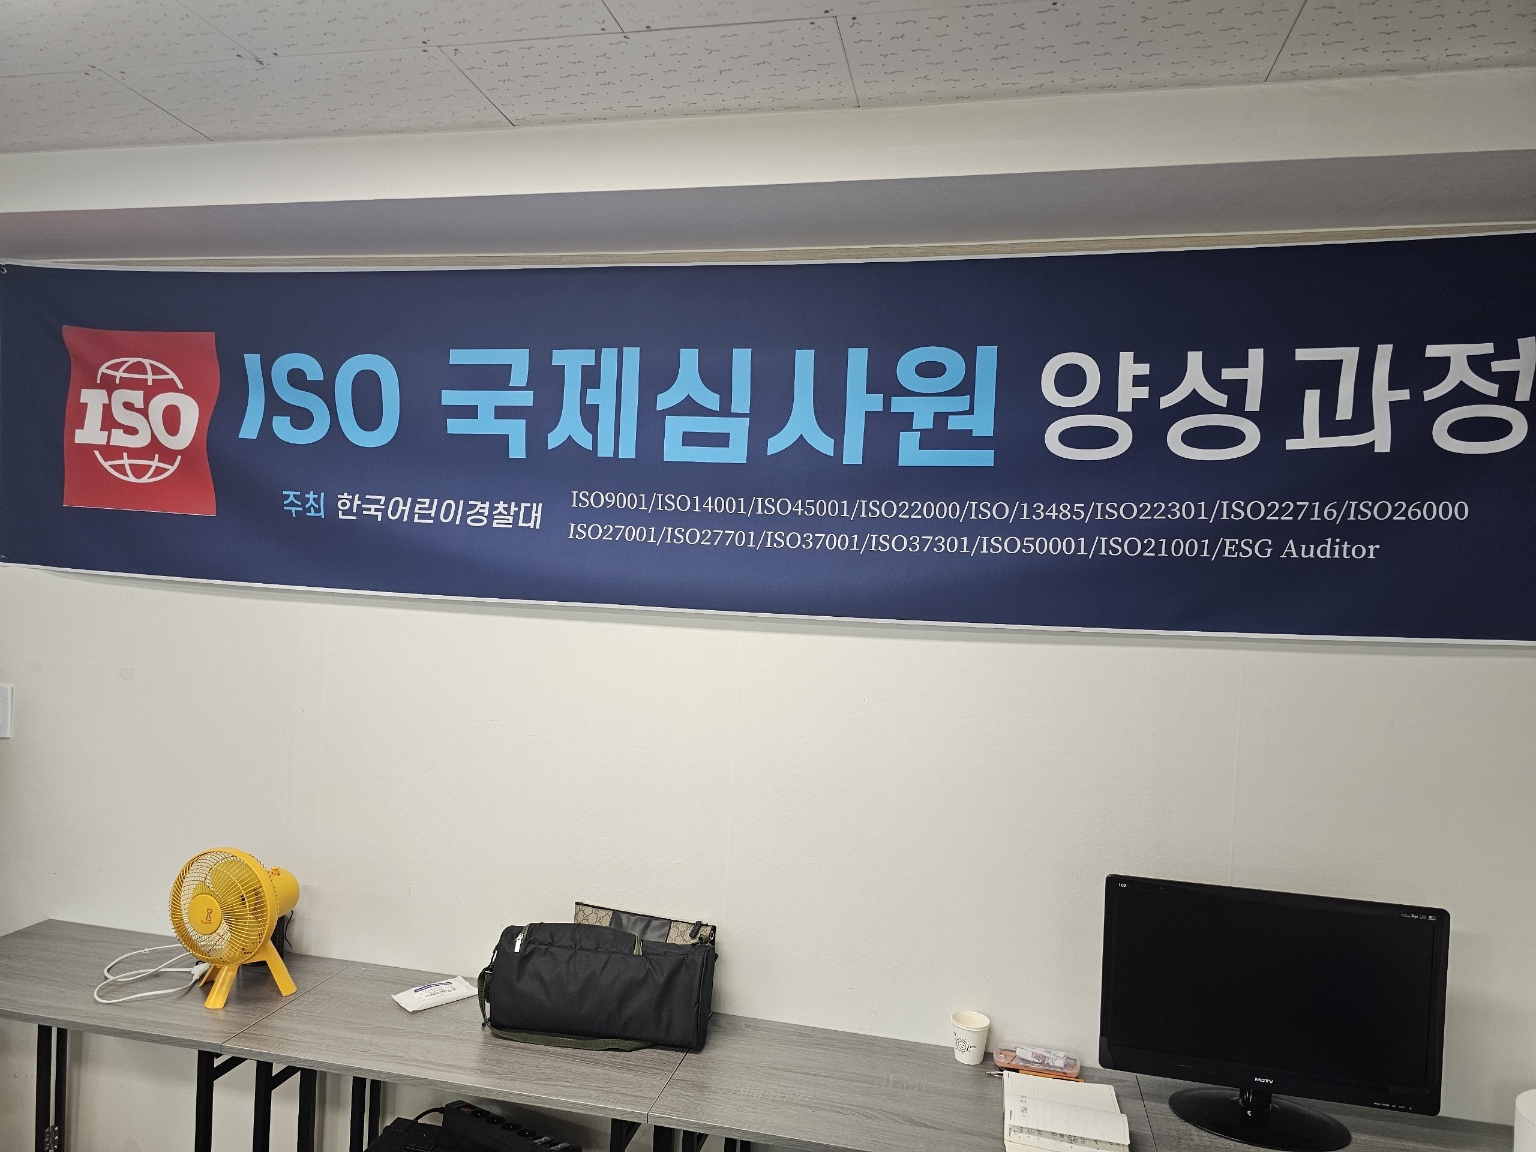 ISO
ISO 국제심사원 양성과정
주최 한국어린이경찰대
ISO9001/ISO14001/ISO45001/ISO22000/ISO/13485/ISO22301/ISO22716/ISO26000
ISO27001/ISO27701/ISO37001/ISO37301/ISO50001/ISO21001/ESG Auditor